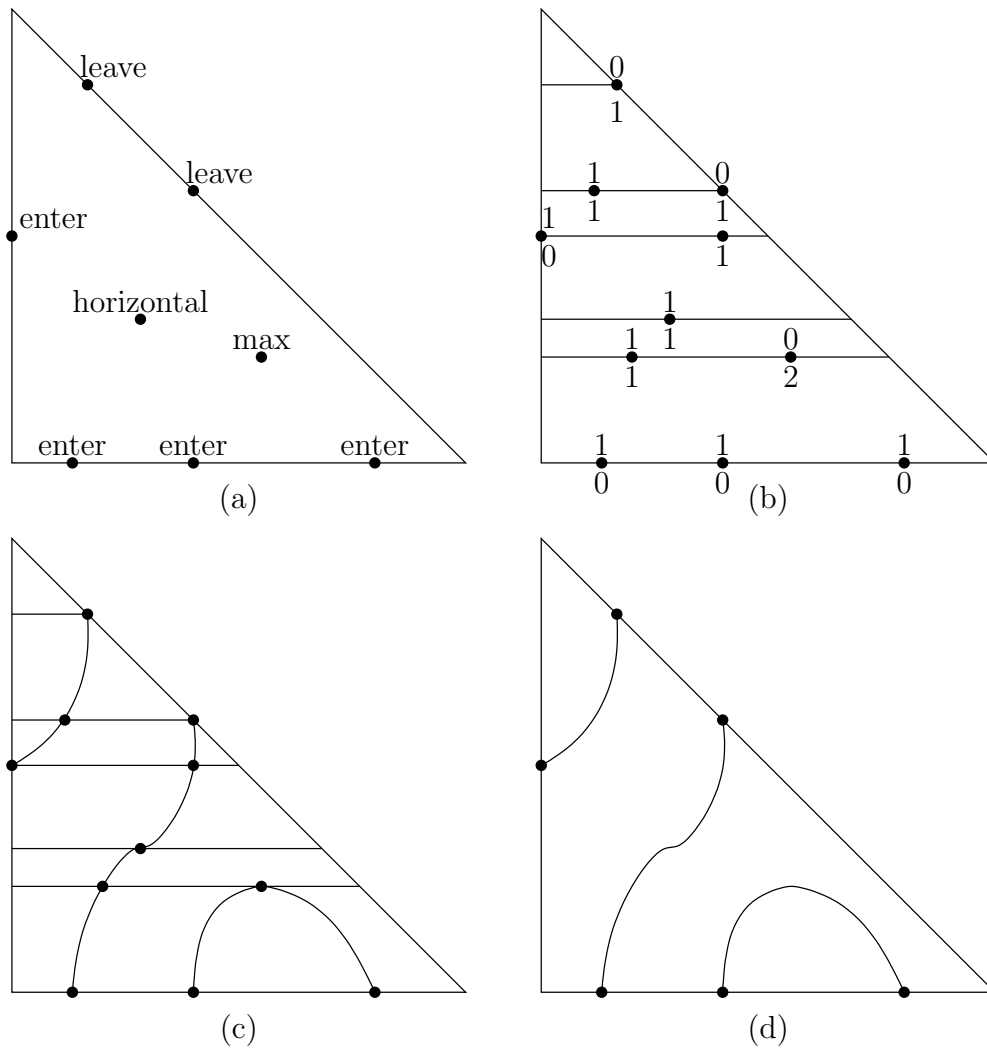 leave
leave
enter
horizontal
max
enter enter enter
(a)
0
1
1 0
1 1
1
0 1
1
1
1 0
1 2
1 1 1
0 0 0
(b)
(c)
(d)